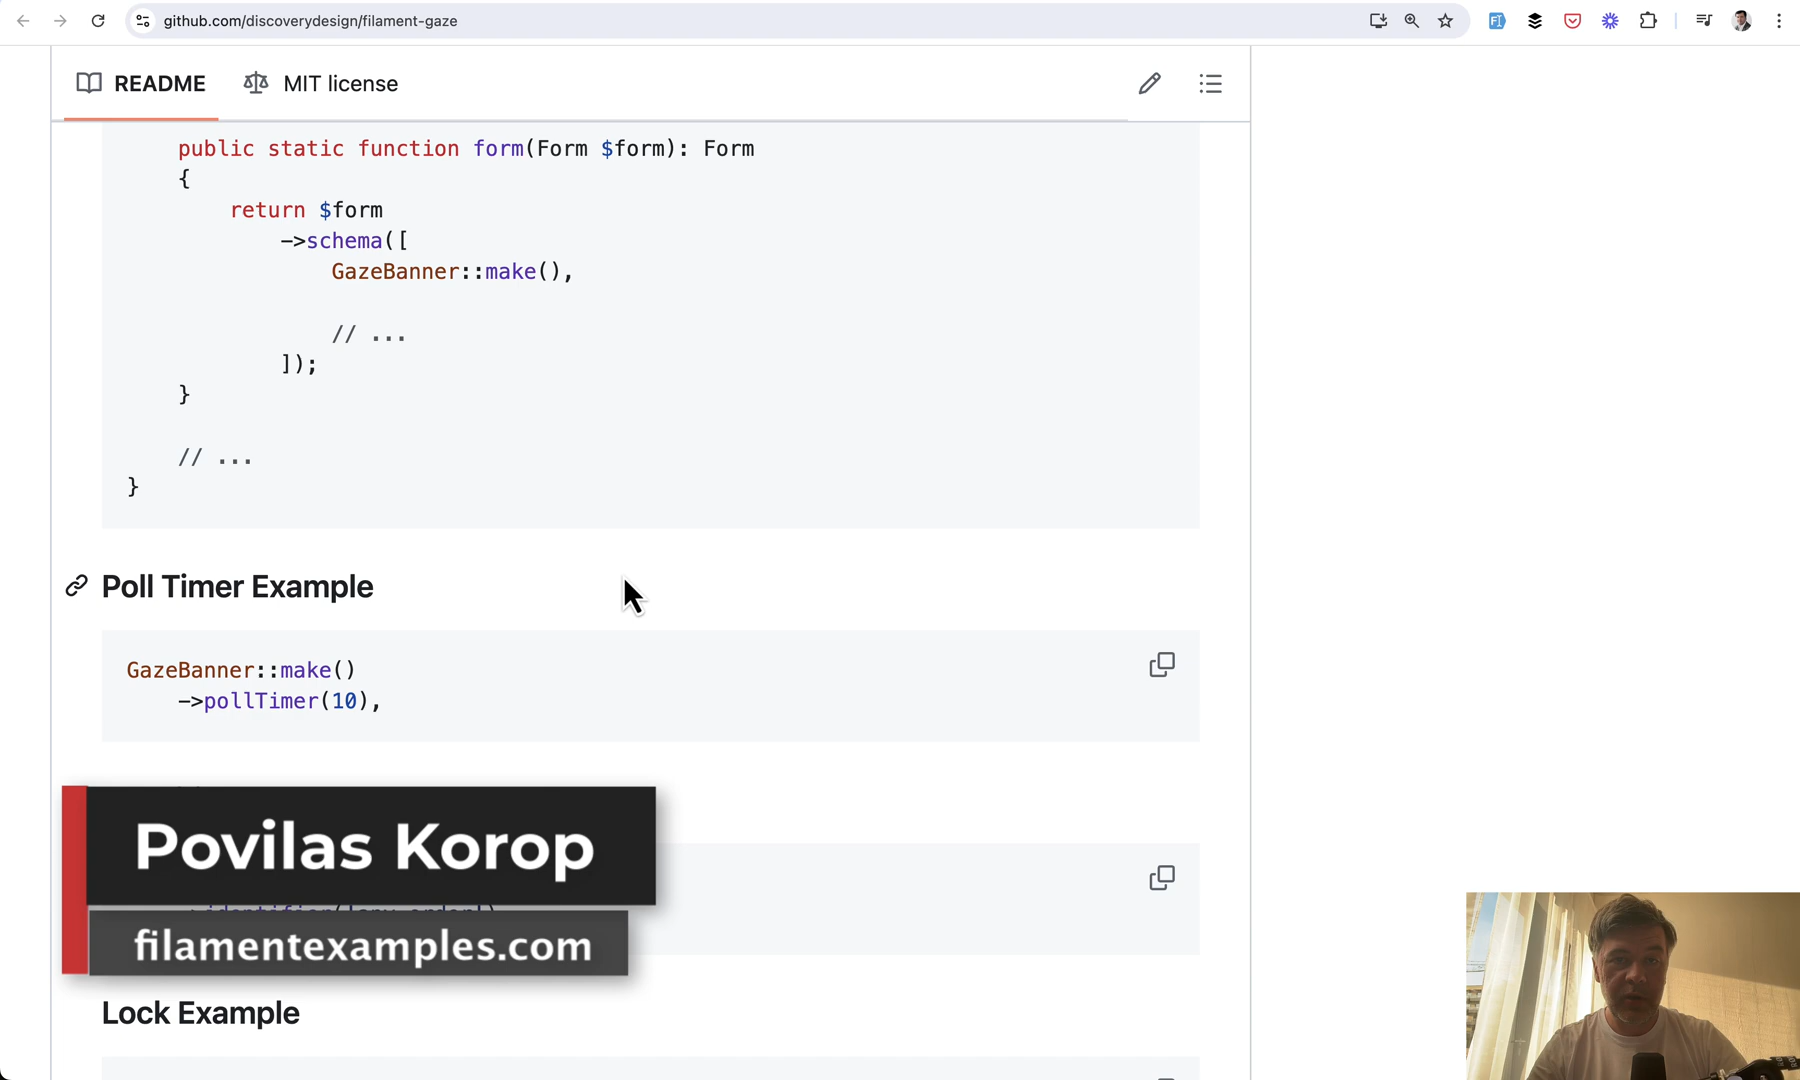 github.com/discoverydesign/filament-gaze
README
MIT license
public static function form(Form $form): Form
{
return $form
->schema([
GazeBanner::make(),
// ...
]);
}
// ...
}
Poll Timer Example
GazeBanner::make()
->pollTimer(10),
Povilas Korop
filamentexamples.com
Lock Example